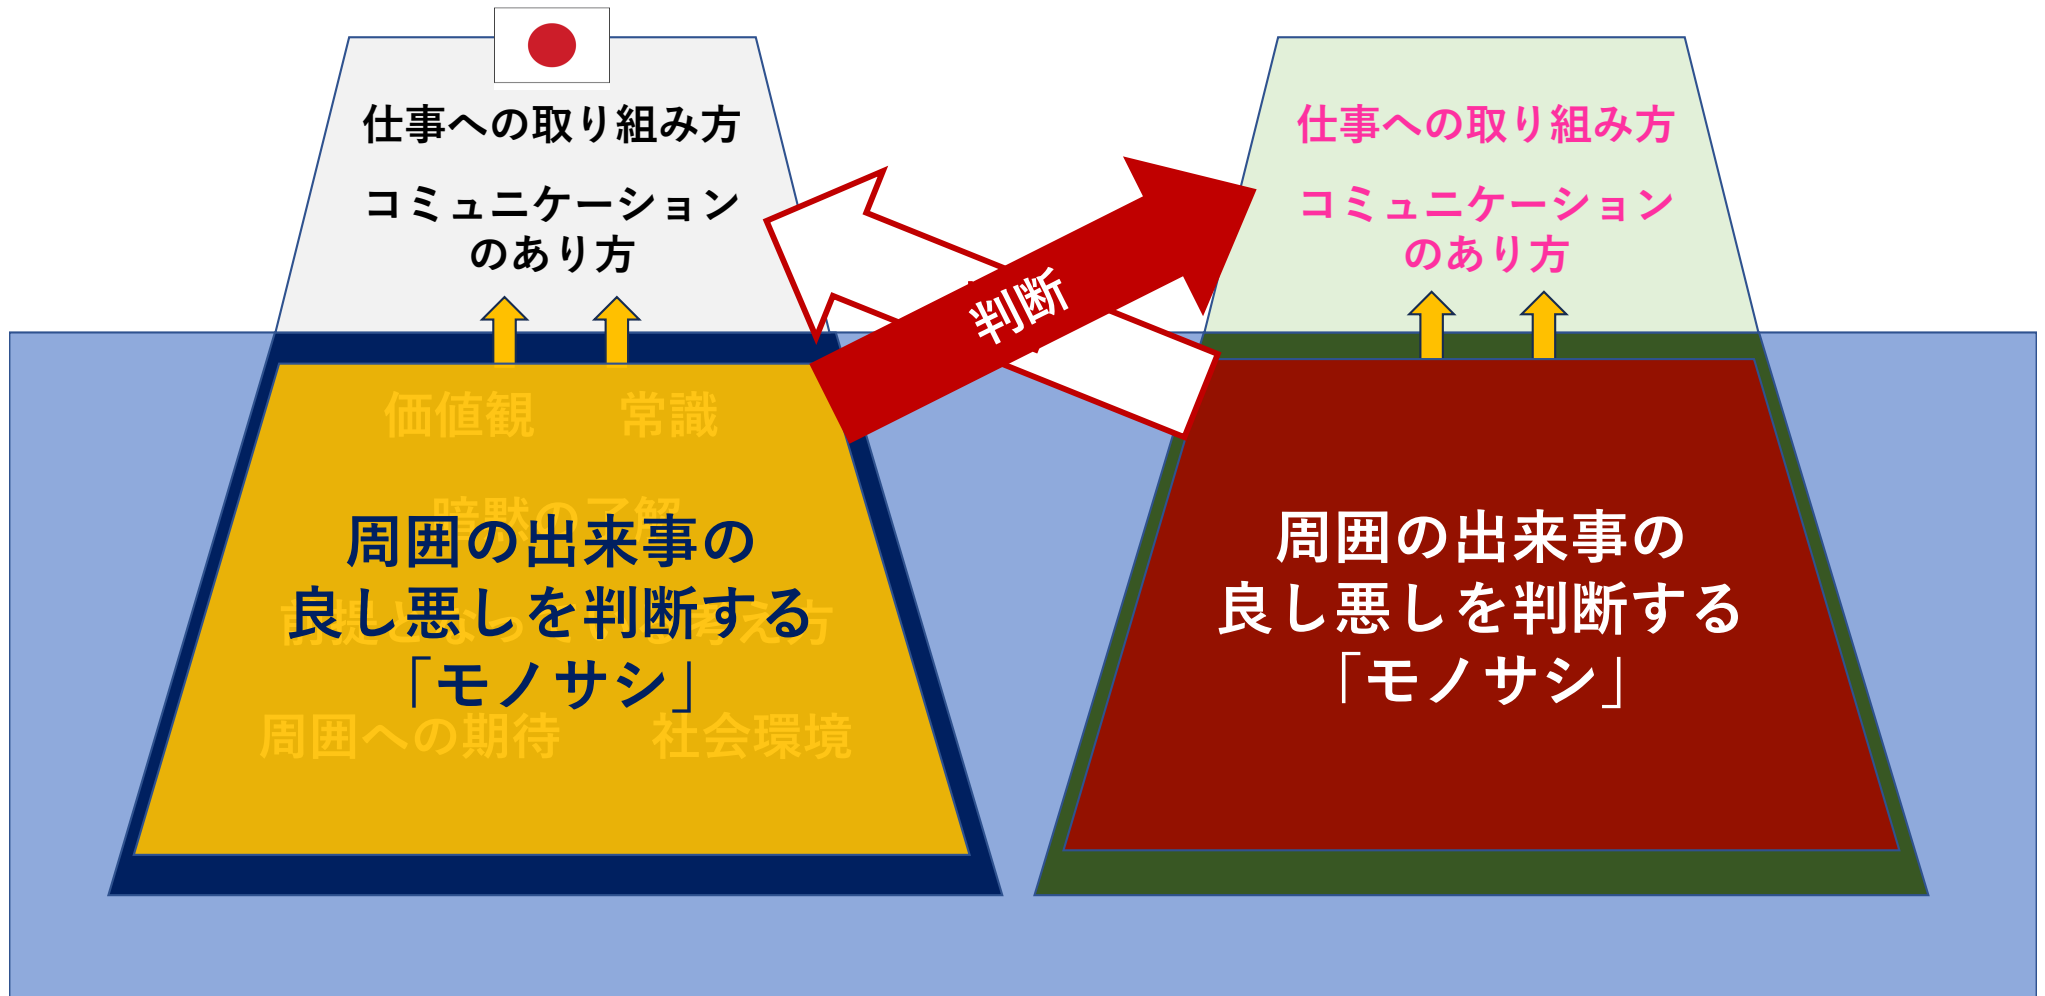 仕事への取り組み方
コミュニケーション
のあり方
仕事への取り組み方
コミュニケーション
のあり方
判断
価値観 常識
暗黙の了解
周囲の出来事の
良し悪しを判断する
「モノサシ」
周囲への期待 社会環境
周囲の出来事の
良し悪しを判断する
「モノサシ」